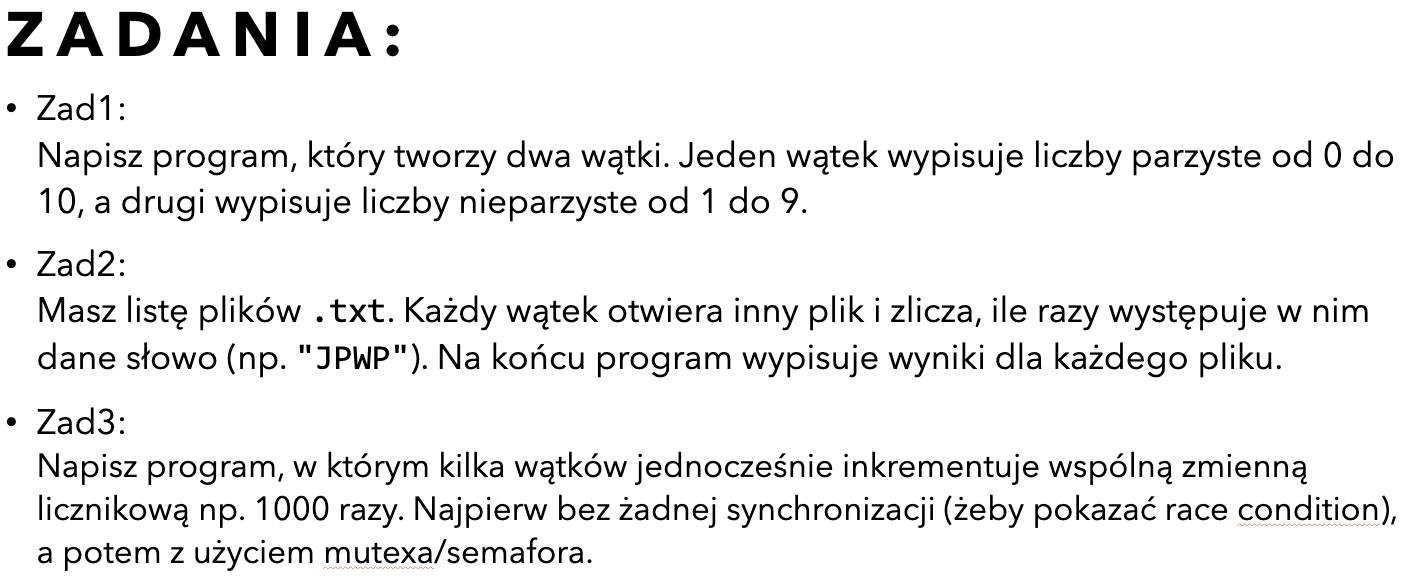 ZADANIA:
• Zad1:
Napisz program, który tworzy dwa wątki. Jeden wątek wypisuje liczby parzyste od 0 do
10, a drugi wypisuje liczby nieparzyste od 1 do 9.
• Zad2:
Masz listę plików .txt. Każdy wątek otwiera inny plik i zlicza, ile razy występuje w nim
dane słowo (np. "JPWP"). Na końcu program wypisuje wyniki dla każdego pliku.
• Zad3:
Napisz program, w którym kilka wątków jednocześnie inkrementuje wspólną zmienną
licznikową np. 1000 razy. Najpierw bez żadnej synchronizacji (żeby pokazać race condition),
a potem z użyciem mutexa/semafora.